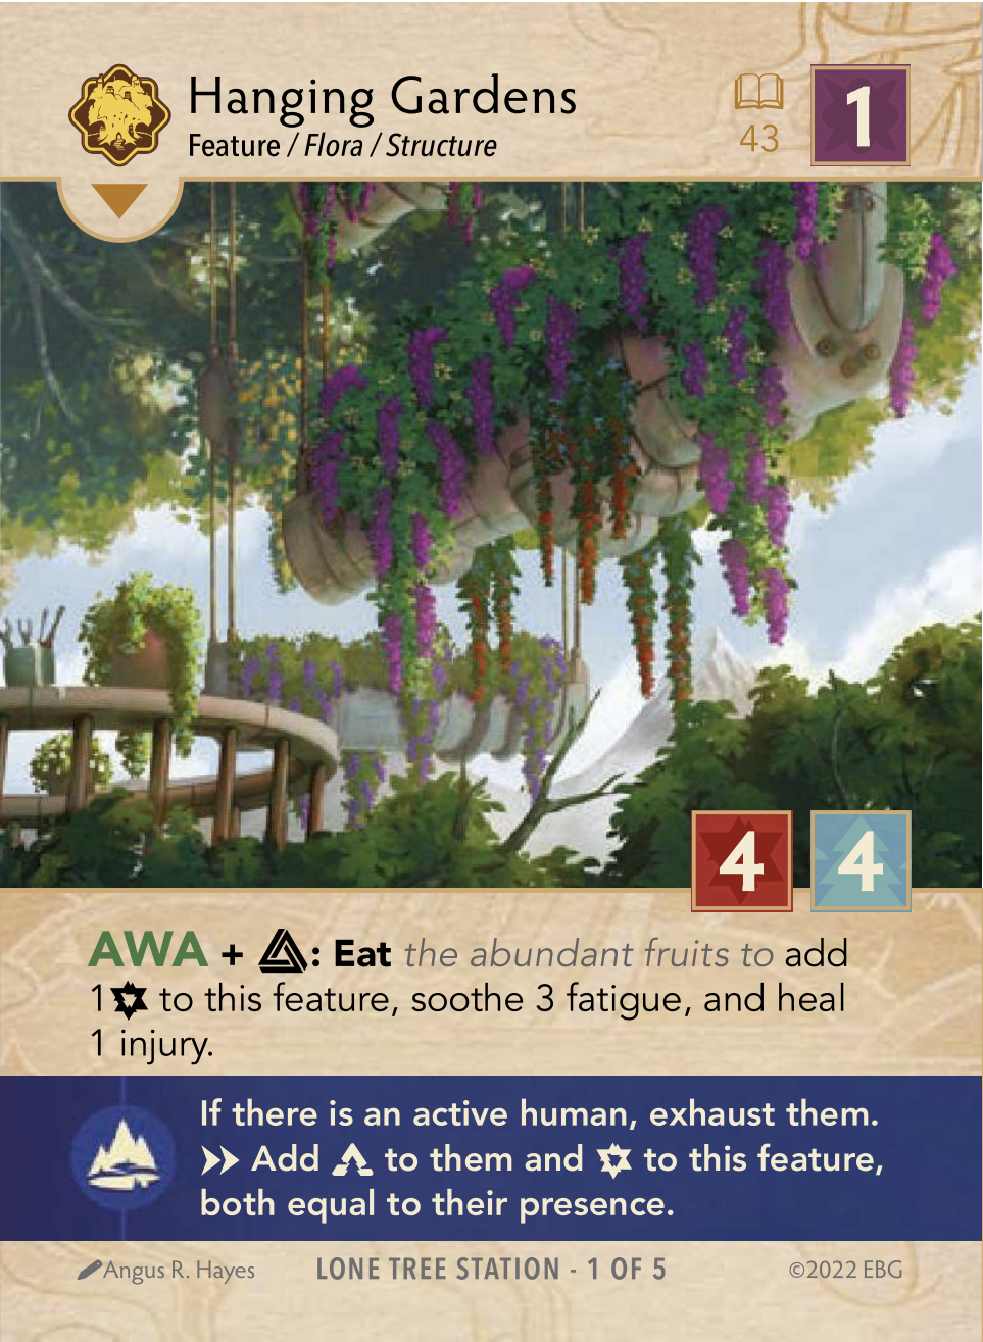 Hanging Gardens
Feature / Flora / Structure
43
1
4
4
AWA + : Eat the abundant fruits to add
1 to this feature, soothe 3 fatigue, and heal
1 injury.
If there is an active human, exhaust them.
Add to them and to this feature,
both equal to their presence.
Angus R. Hayes
LONE TREE STATION - 1 OF 5
©2022 EBG